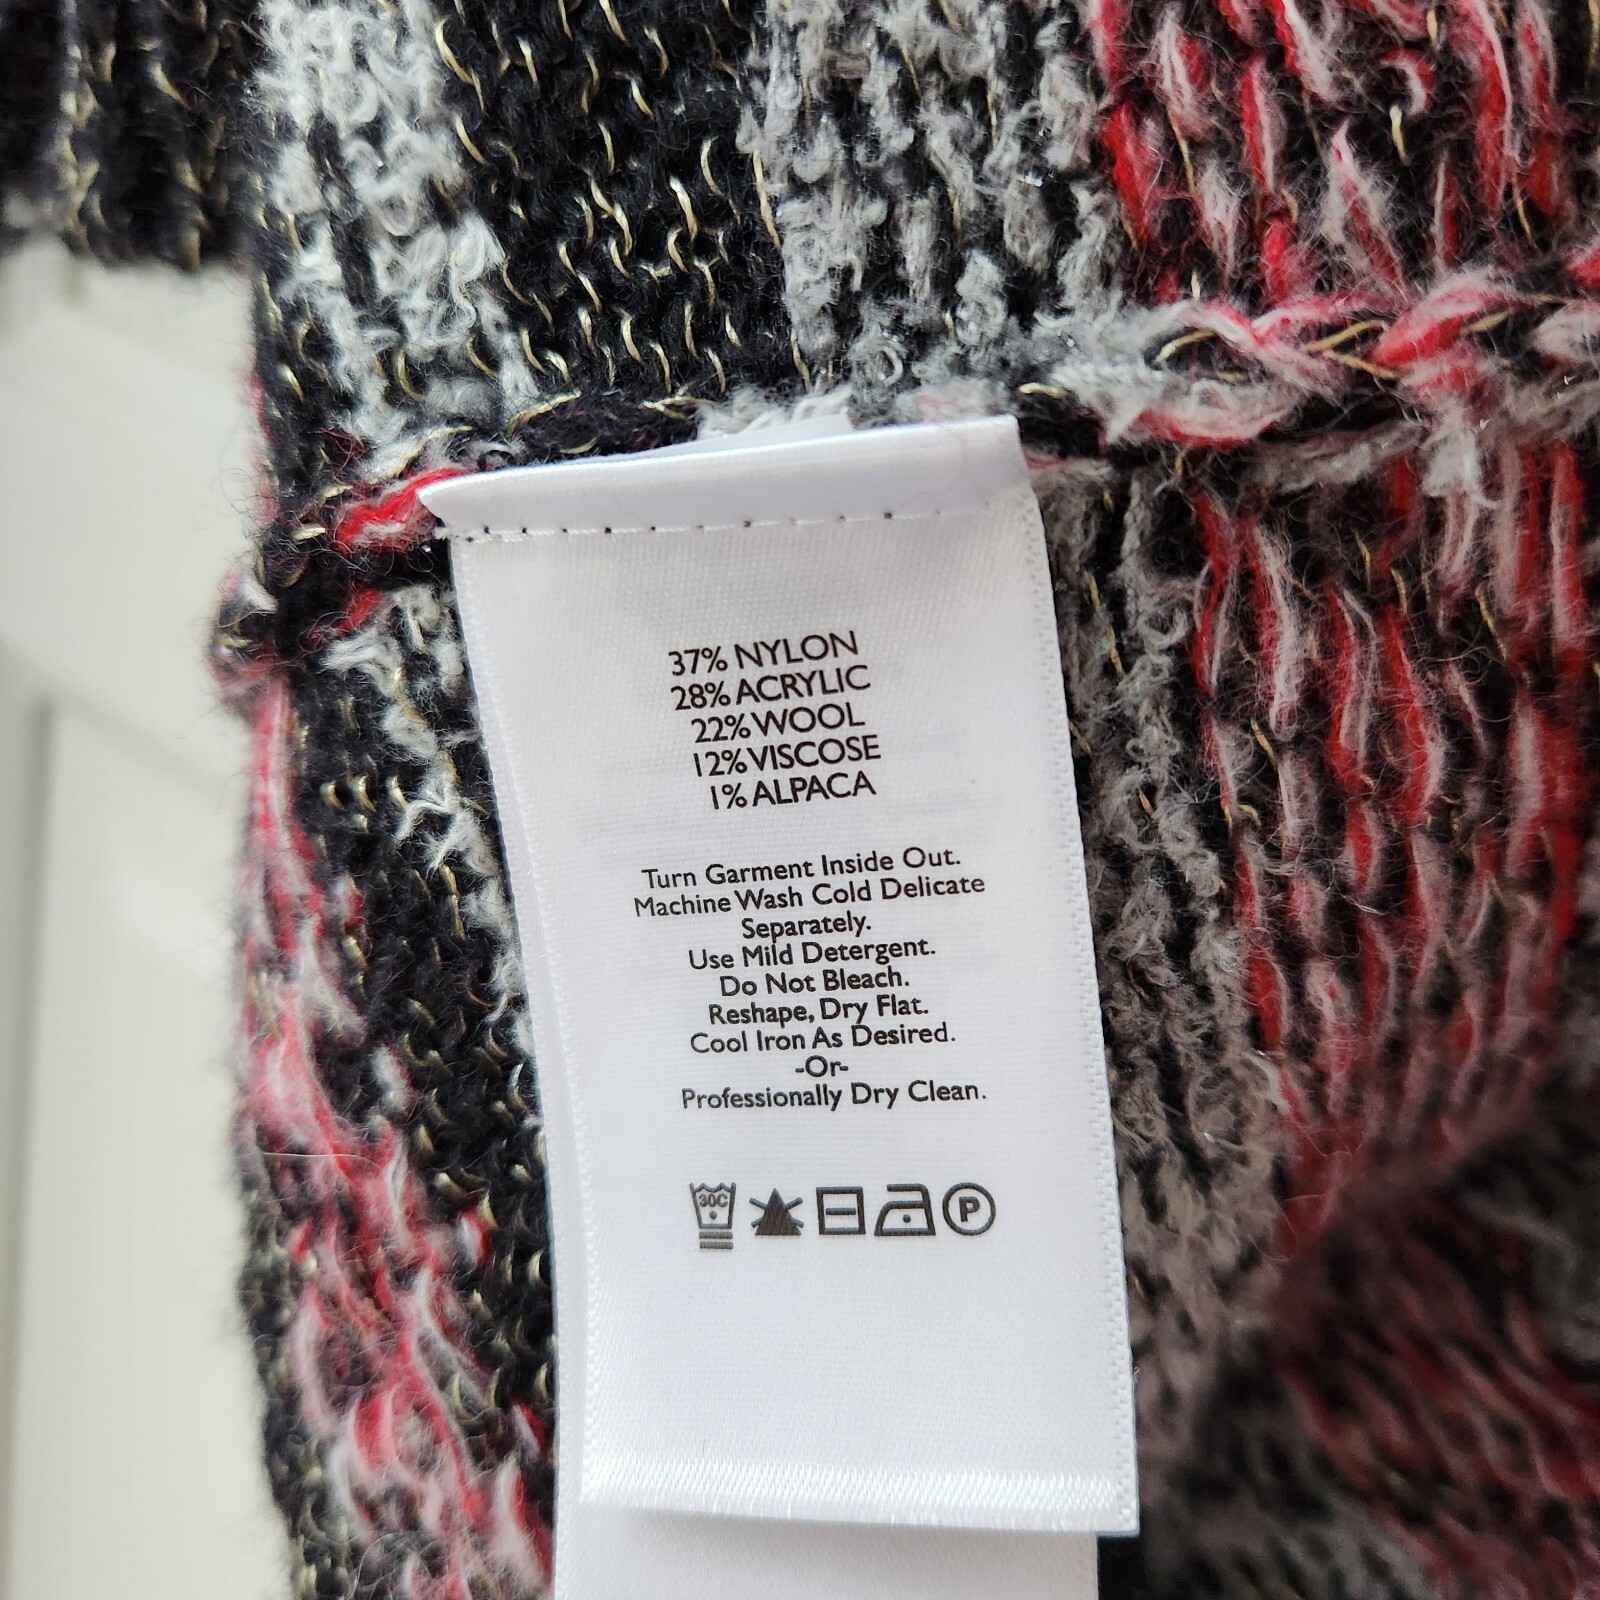 37% NYLON
28% ACRYLIC
22% WOOL
12% VISCOSE
1% ALPACA
Turn Garment Inside Out.
Machine Wash Cold Delicate
Separately.
Use Mild Detergent.
Do Not Bleach.
Reshape, Dry Flat.
Cool Iron As Desired.
-Or-
Professionally Dry Clean.
30C P